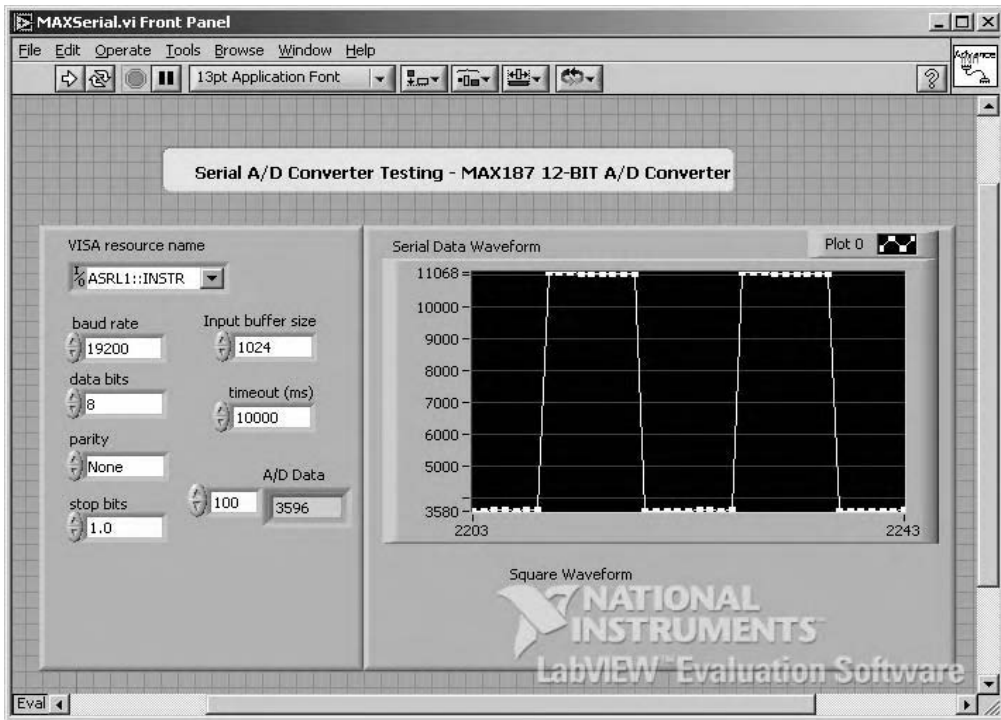 MAXSerial.vi Front Panel
File Edit Operate Tools Browse Window Help
13pt Application Font
Serial A/D Converter Testing - MAX187 12-BIT A/D Converter
VISA resource name
ASRL1::INSTR
baud rate
19200
Input buffer size
1024
data bits
8
timeout (ms)
10000
parity
None
A/D Data
100
3596
stop bits
1.0
Serial Data Waveform
Plot 0
11068
10000
9000
8000
7000
6000
5000
3580
2203
2243
Square Waveform
NATIONAL
INSTRUMENTS
LabVIEW™ Evaluation Software
Eval